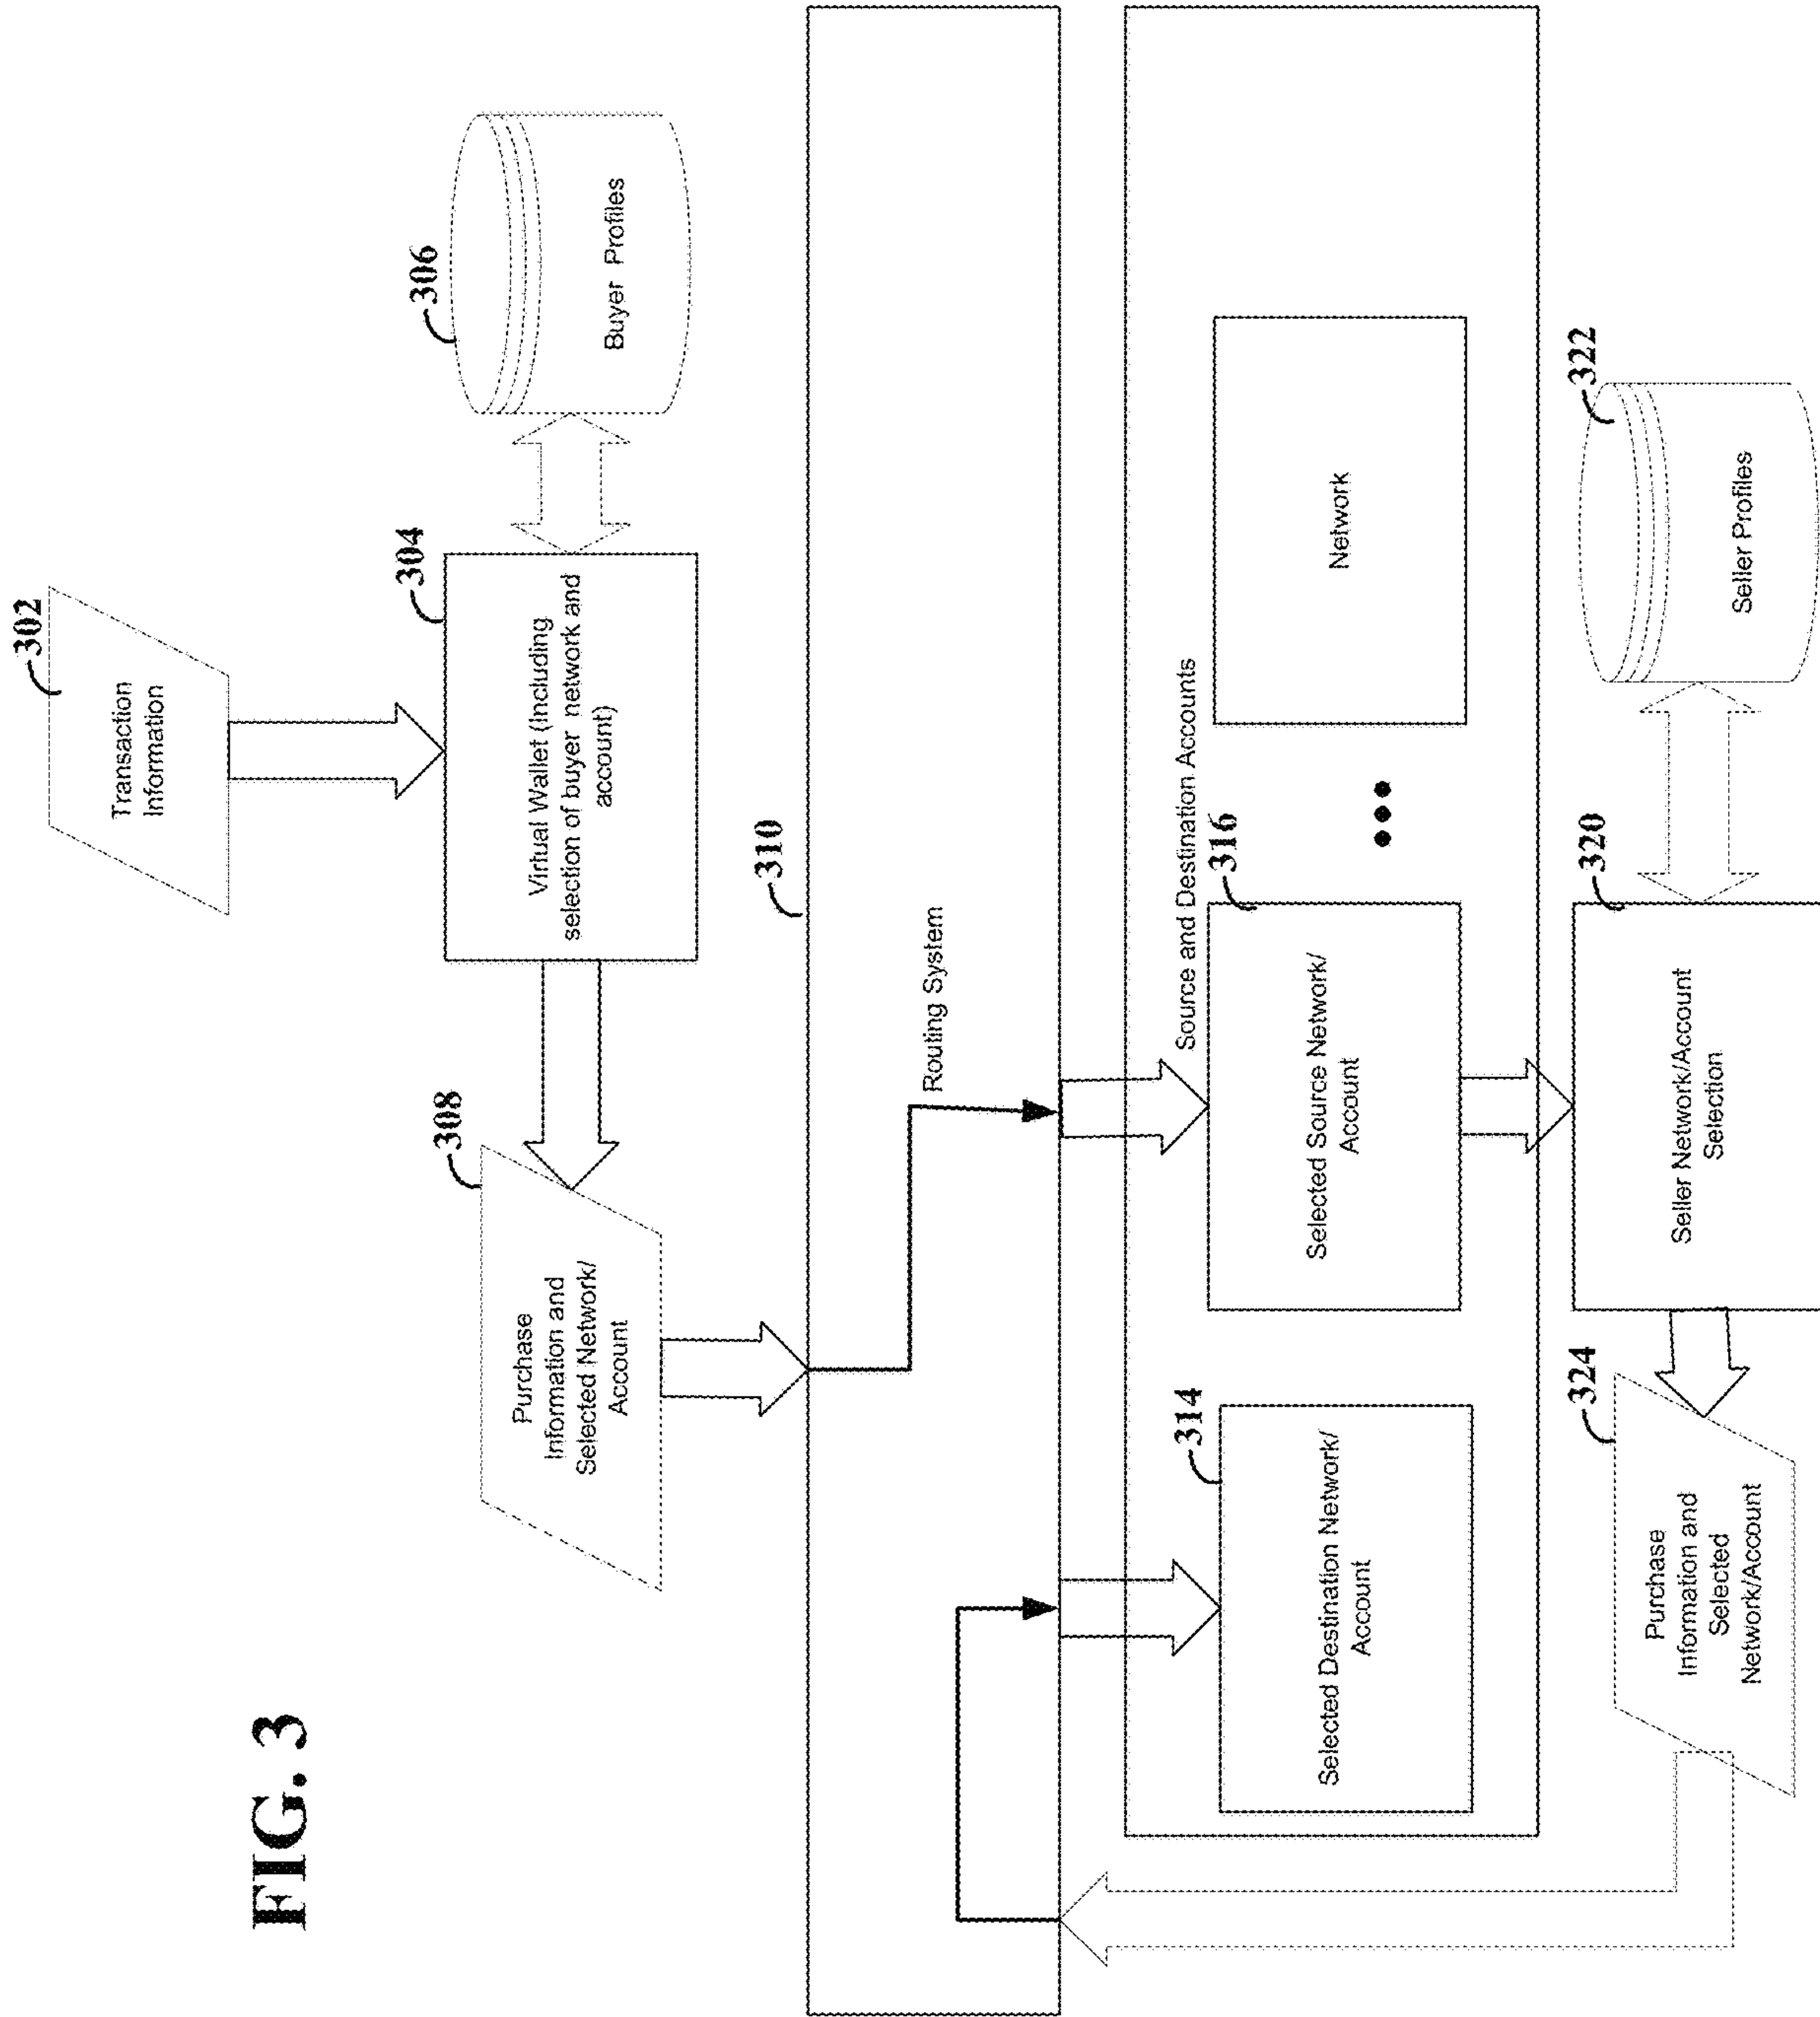 FIG. 3
302
Transaction
Information
304
Virtual Wallet (Including
selection of buyer network and
account)
306
Buyer Profiles
308
Purchase
Information and
Selected Network/
Account
310
Routing System
Source and Destination Accounts
314
Selected Destination Network/
Account
316
Selected Source Network/
Account
Network
320
Seller Network/Account
Selection
322
Seller Profiles
324
Purchase
Information and
Selected
Network/Account